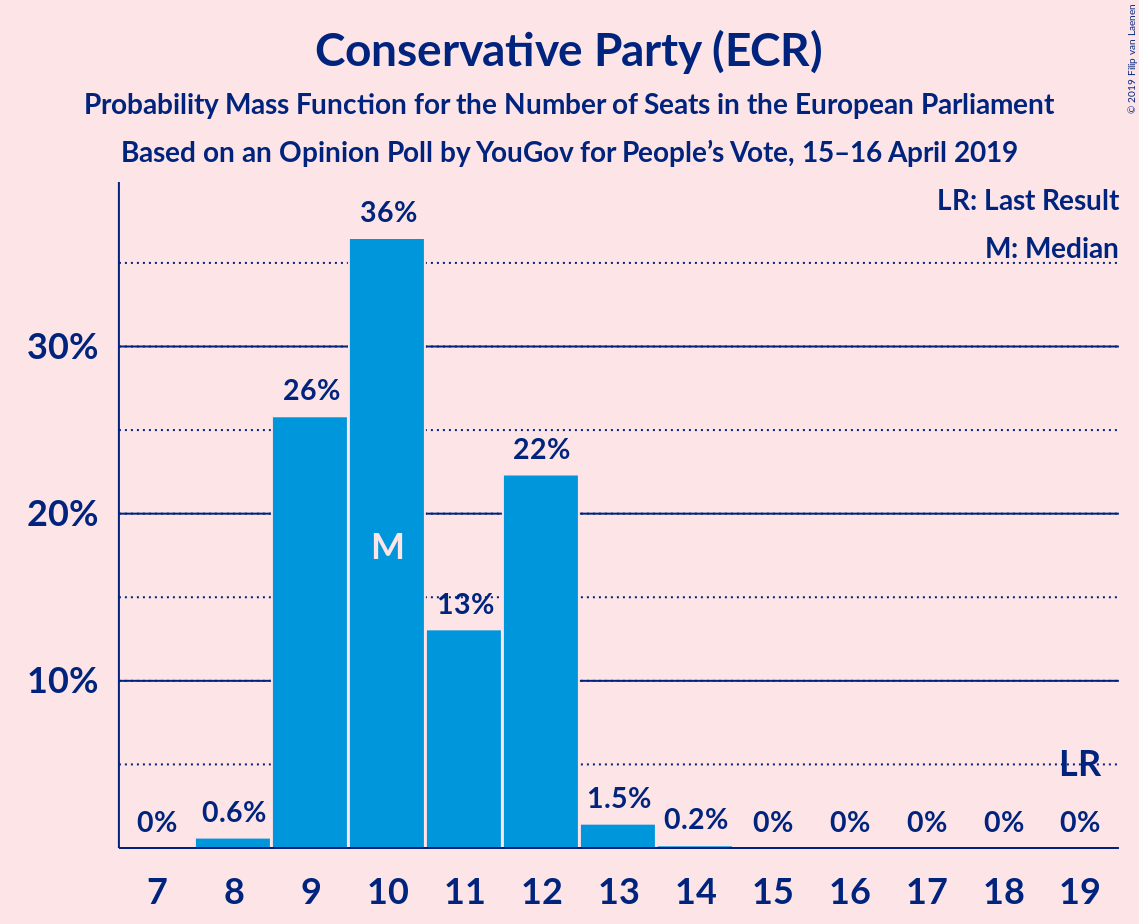 Conservative Party (ECR)
Probability Mass Function for the Number of Seats in the European Parliament
Based on an Opinion Poll by YouGov for People’s Vote, 15–16 April 2019
© 2019 Filip van Laenen
LR: Last Result
M: Median
36%
30%
26%
22%
20%
M
13%
10%
LR
0% 0.6% 1.5% 0.2% 0% 0% 0% 0% 0%
7 8 9 10 11 12 13 14 15 16 17 18 19